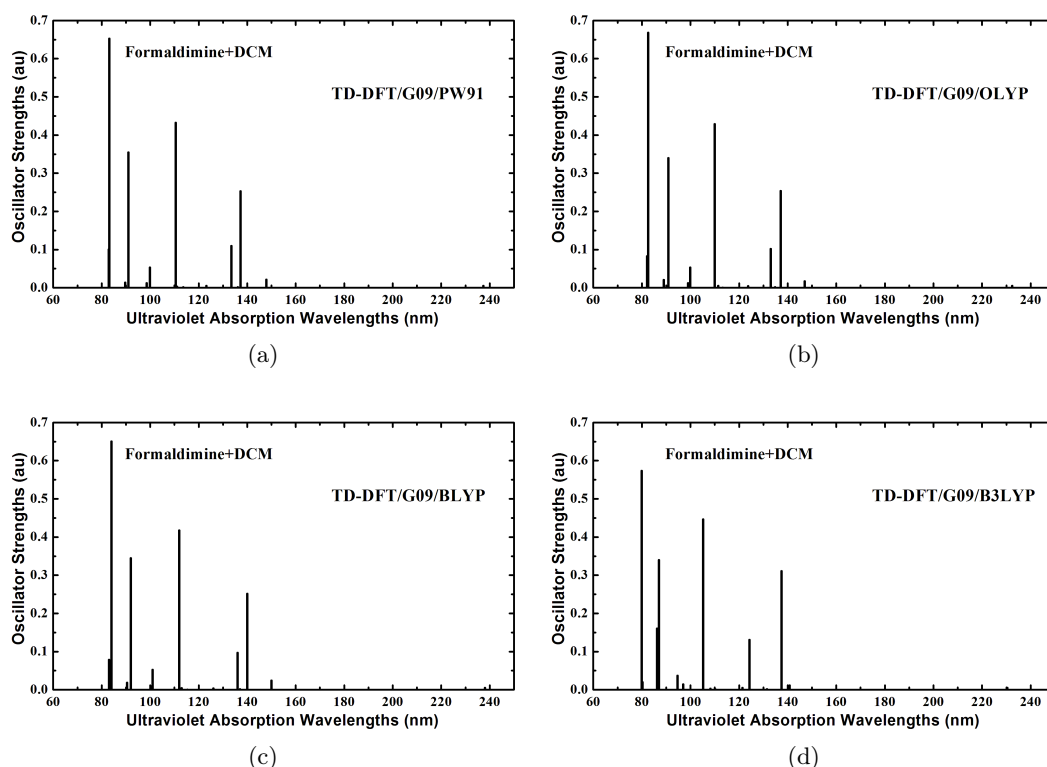 0.7
0.6
0.5
0.4
0.3
0.2
0.1
0.0
Oscillator Strengths (au)
Formaldimine+DCM
TD-DFT/G09/PW91
60 80 100 120 140 160 180 200 220 240
Ultraviolet Absorption Wavelengths (nm)
(a)
0.7
0.6
0.5
0.4
0.3
0.2
0.1
0.0
Oscillator Strengths (au)
Formaldimine+DCM
TD-DFT/G09/OLYP
60 80 100 120 140 160 180 200 220 240
Ultraviolet Absorption Wavelengths (nm)
(b)
0.7
0.6
0.5
0.4
0.3
0.2
0.1
0.0
Oscillator Strengths (au)
Formaldimine+DCM
TD-DFT/G09/BLYP
60 80 100 120 140 160 180 200 220 240
Ultraviolet Absorption Wavelengths (nm)
(c)
0.7
0.6
0.5
0.4
0.3
0.2
0.1
0.0
Oscillator Strengths (au)
Formaldimine+DCM
TD-DFT/G09/B3LYP
60 80 100 120 140 160 180 200 220 240
Ultraviolet Absorption Wavelengths (nm)
(d)